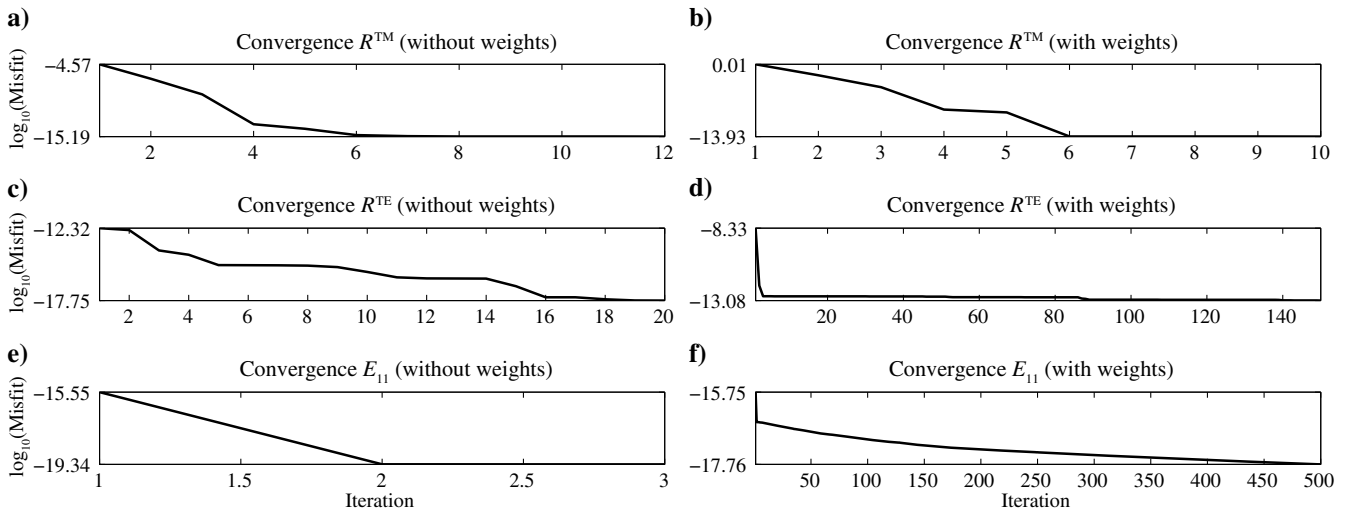 a)
Convergence R^TM (without weights)
log10(Misfit)
−4.57
−15.19
2 4 6 8 10 12
b)
Convergence R^TM (with weights)
0.01
−13.93
1 2 3 4 5 6 7 8 9 10
c)
Convergence R^TE (without weights)
log10(Misfit)
−12.32
−17.75
2 4 6 8 10 12 14 16 18 20
d)
Convergence R^TE (with weights)
−8.33
−13.08
20 40 60 80 100 120 140
e)
Convergence E11 (without weights)
log10(Misfit)
−15.55
−19.34
1 1.5 2 2.5 3
Iteration
f)
Convergence E11 (with weights)
−15.75
−17.76
50 100 150 200 250 300 350 400 450 500
Iteration